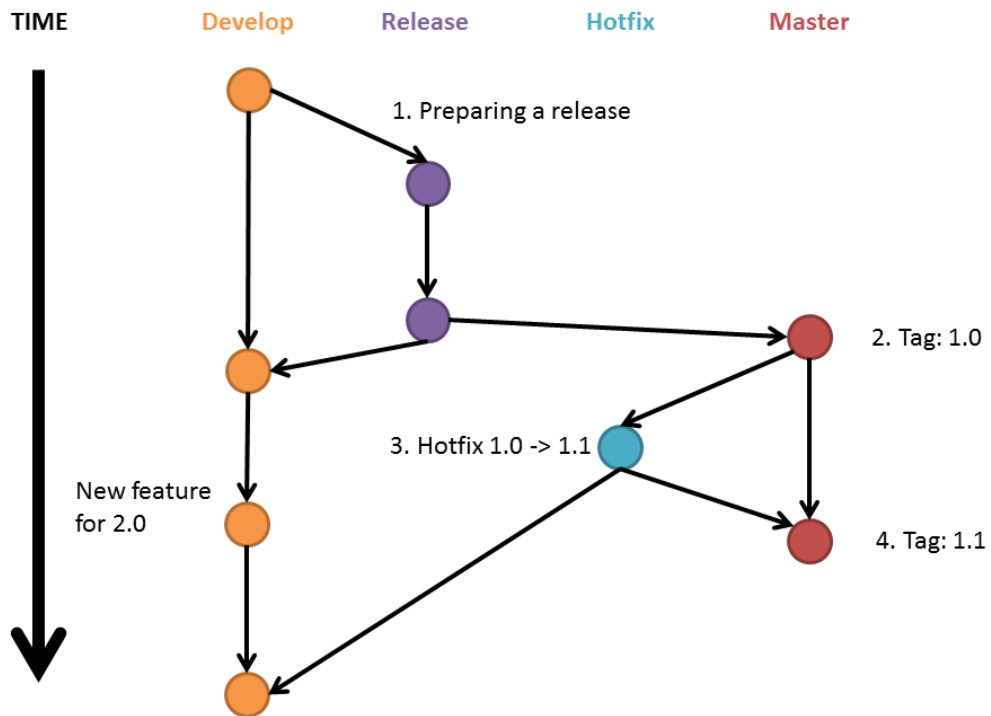 TIME Develop Release Hotfix Master
1. Preparing a release
2. Tag: 1.0
3. Hotfix 1.0 -> 1.1
New feature
for 2.0
4. Tag: 1.1